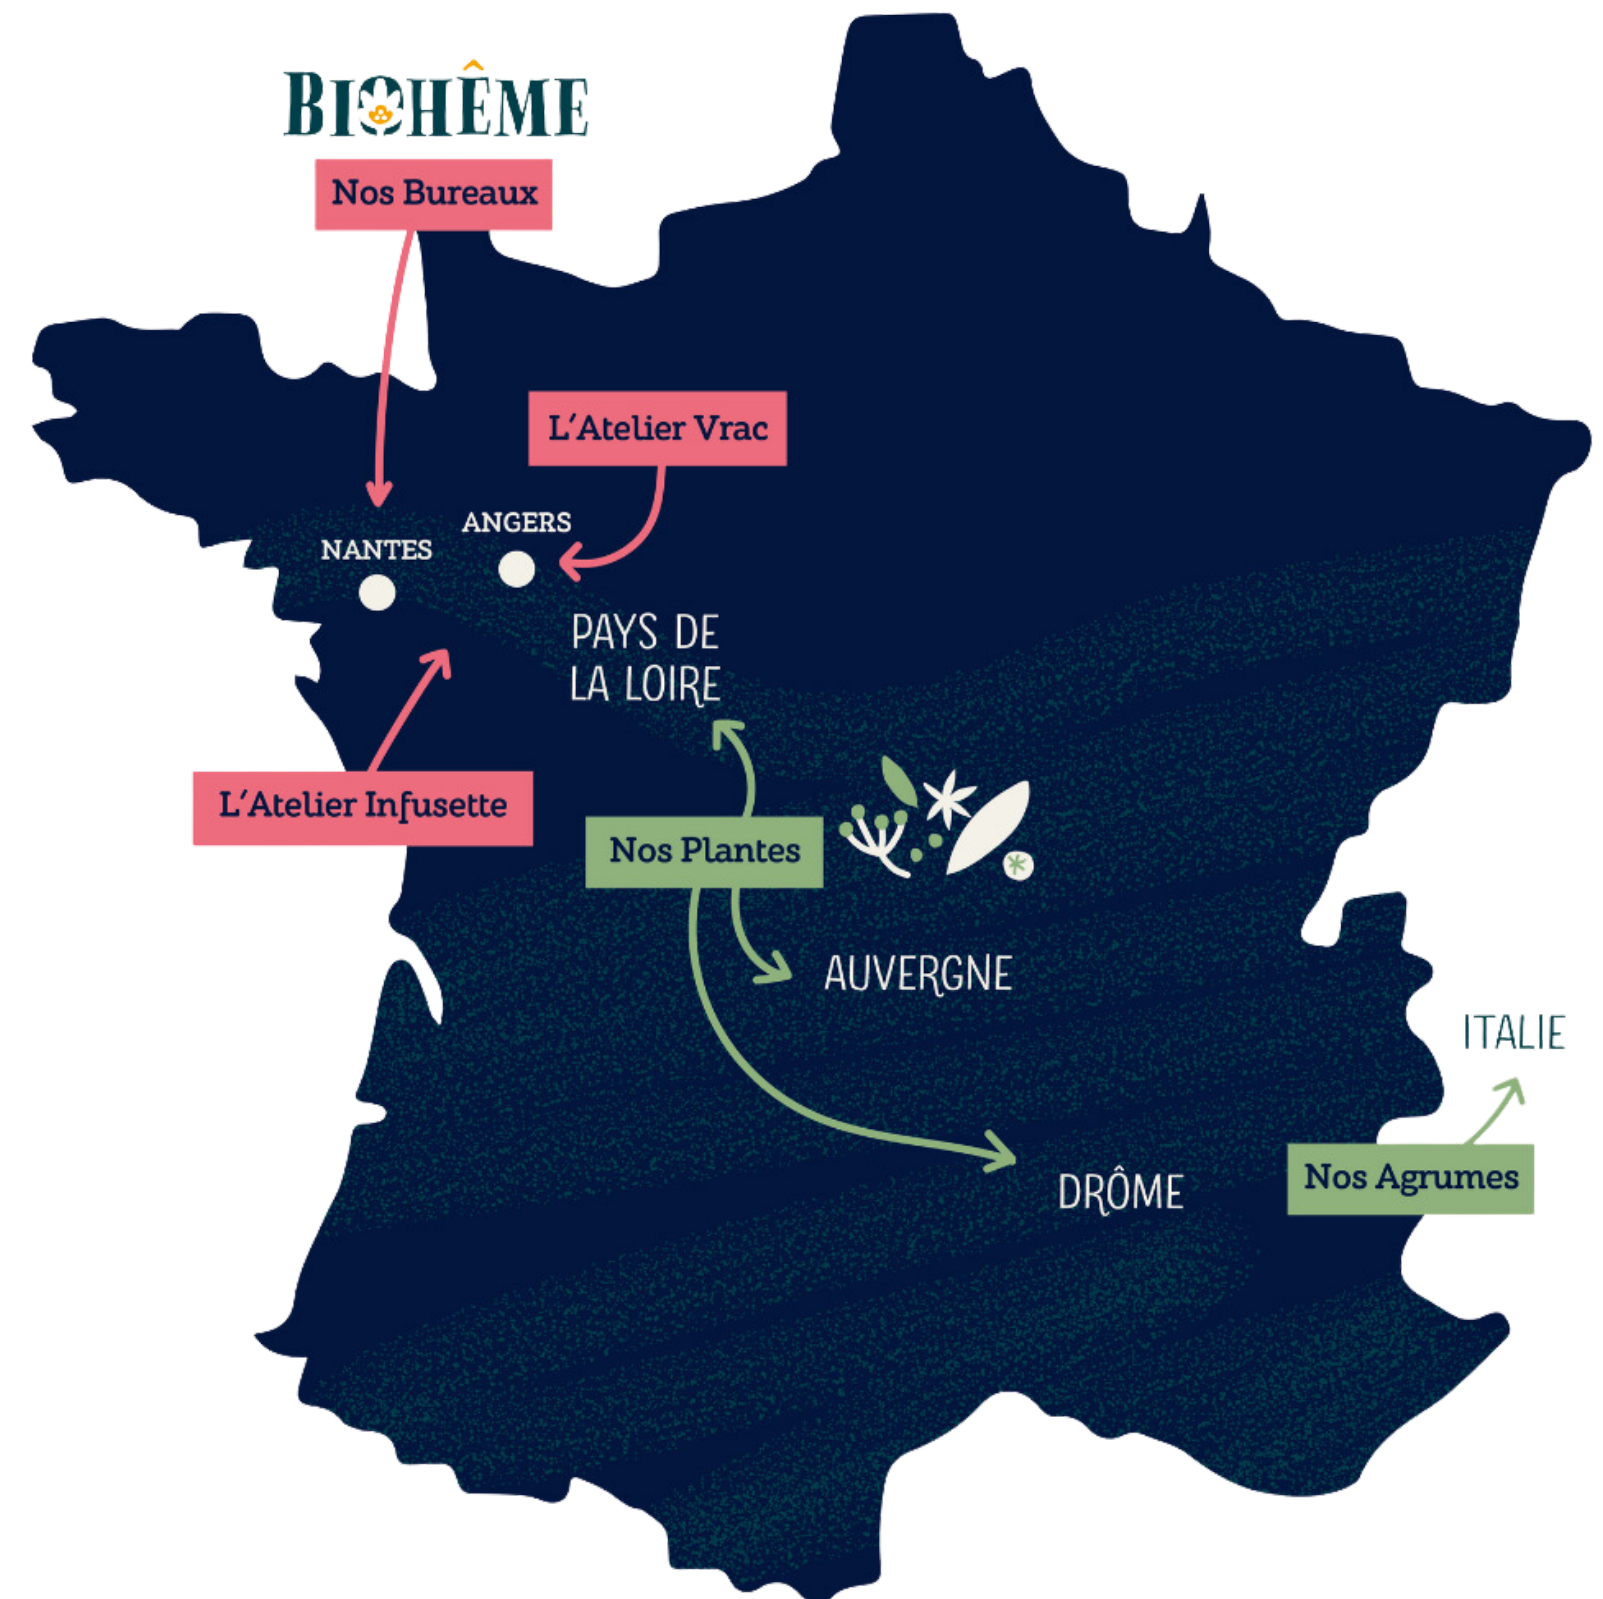 BIOHÊME
Nos Bureaux
L'Atelier Vrac
ANGERS
NANTES
PAYS DE
LA LOIRE
L'Atelier Infusette
Nos Plantes
AUVERGNE
ITALIE
Nos Agrumes
DRÔME